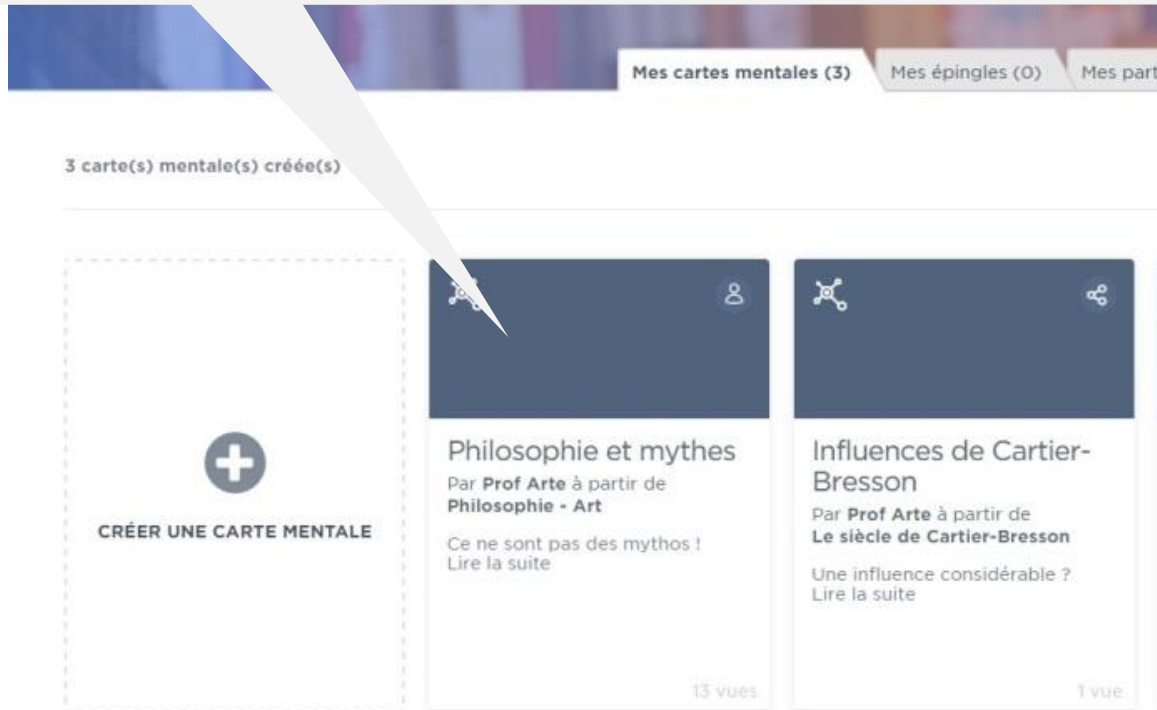 Mes cartes mentales (3)
Mes épingles (0)
Mes part
3 carte(s) mentale(s) créée(s)
CRÉER UNE CARTE MENTALE
Philosophie et mythes
Par Prof Arte à partir de
Philosophie - Art
Ce ne sont pas des mythos !
Lire la suite
13 vues
Influences de Cartier-
Bresson
Par Prof Arte à partir de
Le siècle de Cartier-Bresson
Une influence considérable ?
Lire la suite
1 vue